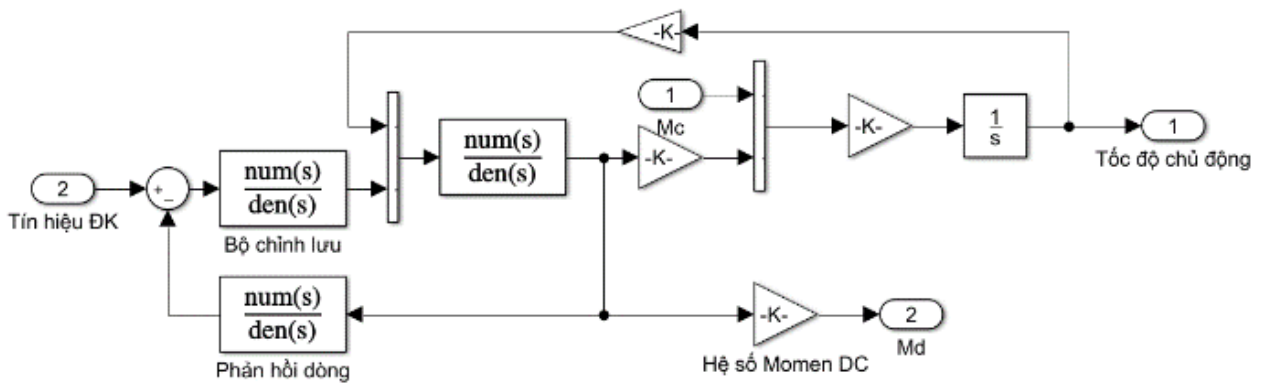 -K-
1
Mc
-K-
-K-
1
s
1
Tốc độ chủ động
num(s)
den(s)
2
Tín hiệu ĐK
+
_
num(s)
den(s)
Bộ chỉnh lưu
num(s)
den(s)
Phản hồi dòng
-K-
Hệ số Momen DC
2
Md